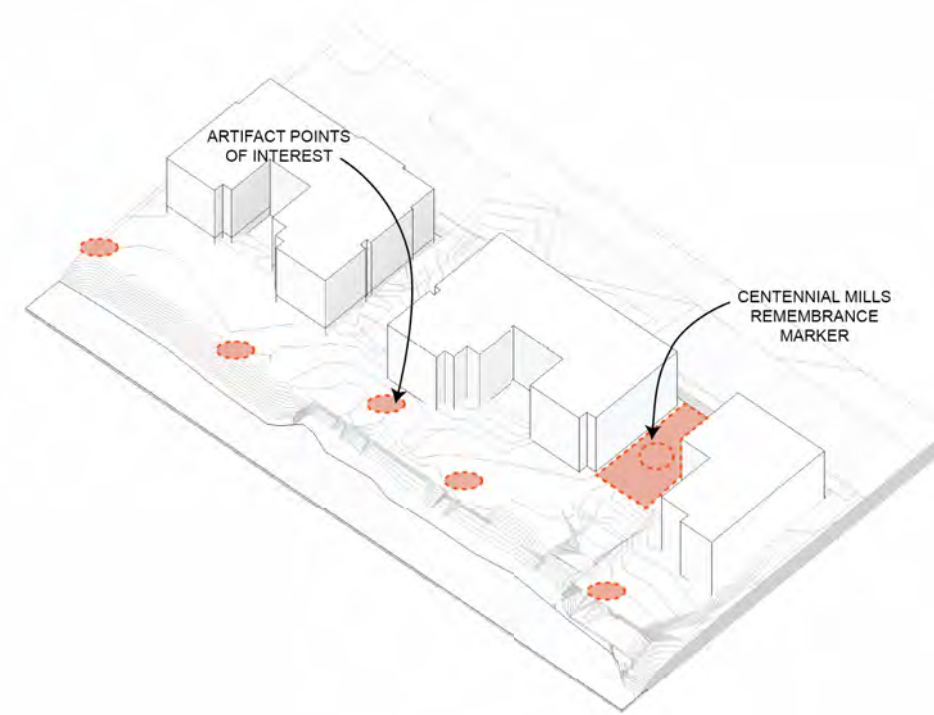 ARTIFACT POINTS
OF INTEREST
CENTENNIAL MILLS
REMEMBRANCE
MARKER